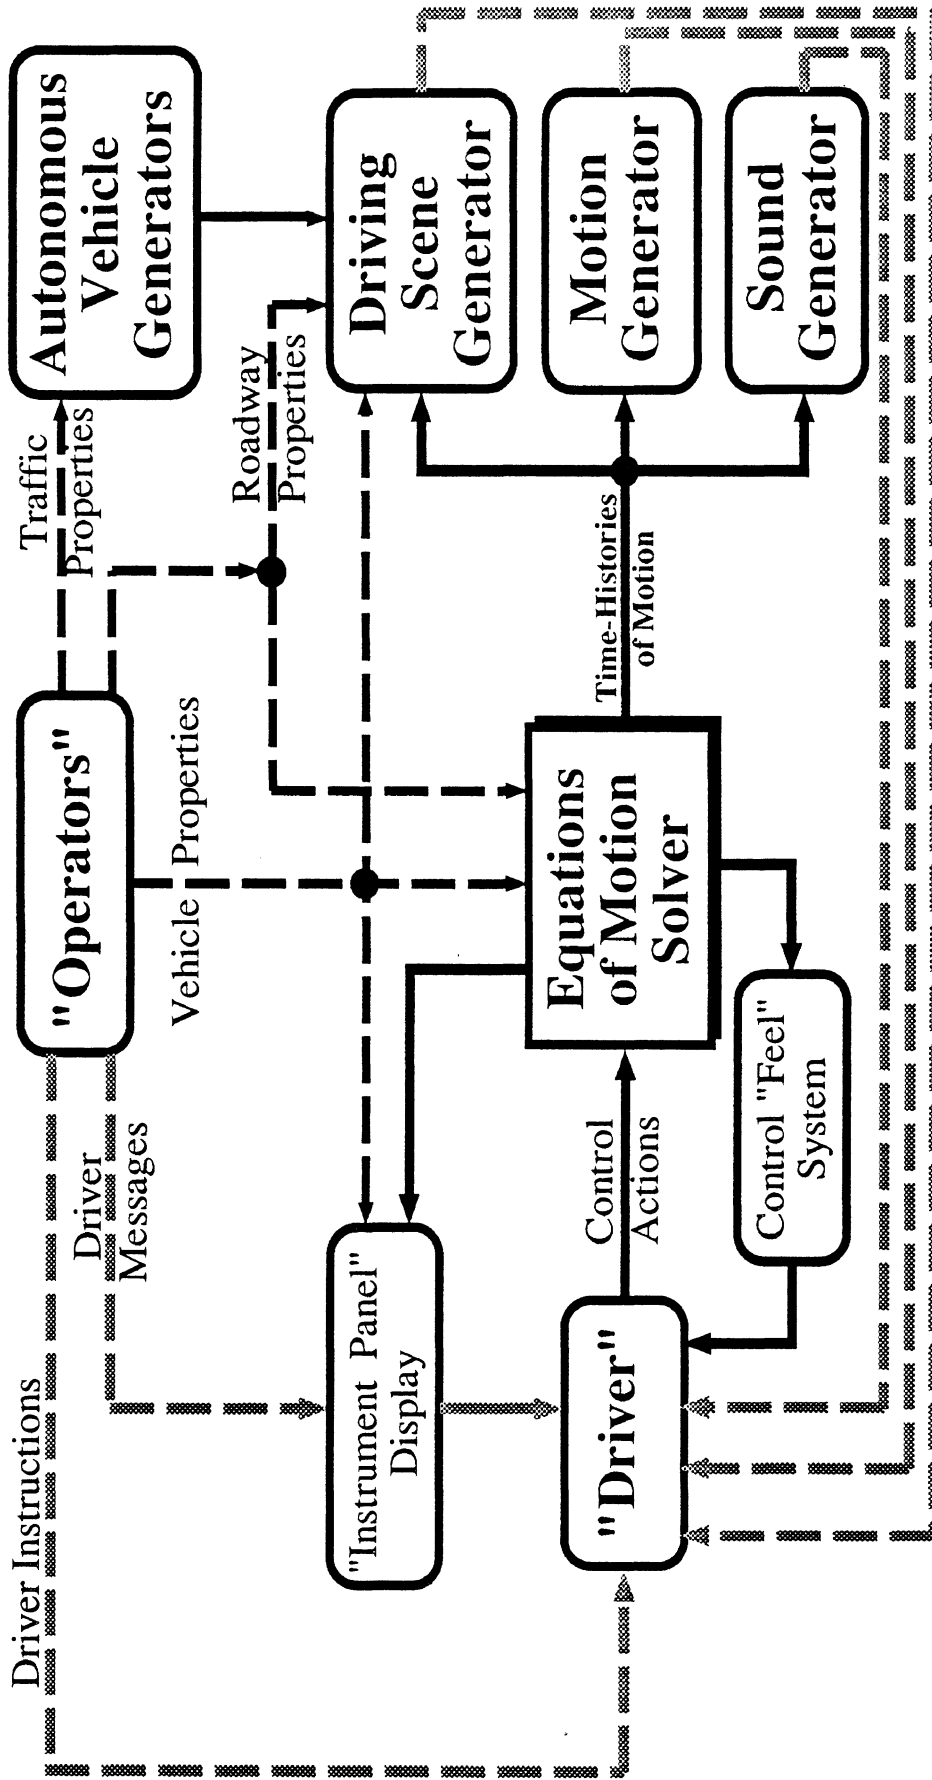 Driver Instructions
Driver
Messages
"Operators"
Traffic
Properties
Autonomous
Vehicle
Generators
Vehicle Properties
Roadway
Properties
"Instrument Panel"
Display
Driving
Scene
Generator
"Driver"
Control
Actions
Equations
of Motion
Solver
Time-Histories
of Motion
Motion
Generator
Control "Feel"
System
Sound
Generator